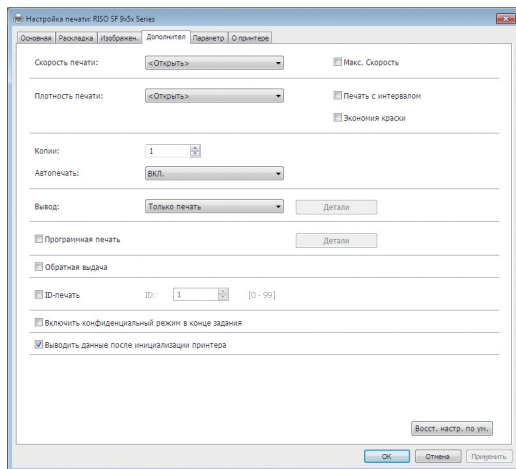 Настройка печати: RISO SF 9x5x Series
Основная Раскладка Изображен. Дополнител Параметр О принтере
Скорость печати: <Открыть> Макс. Скорость
Плотность печати: <Открыть> Печать с интервалом
Экономия краски
Копии: 1
Автопечать: ВКЛ.
Вывод: Только печать Детали
Программная печать Детали
Обратная выдача
ID-печать ID: 1 [0 - 99]
Включить конфиденциальный режим в конце задания
Выводить данные после инициализации принтера
Восст. настр. по ум.
ОК Отмена Применить